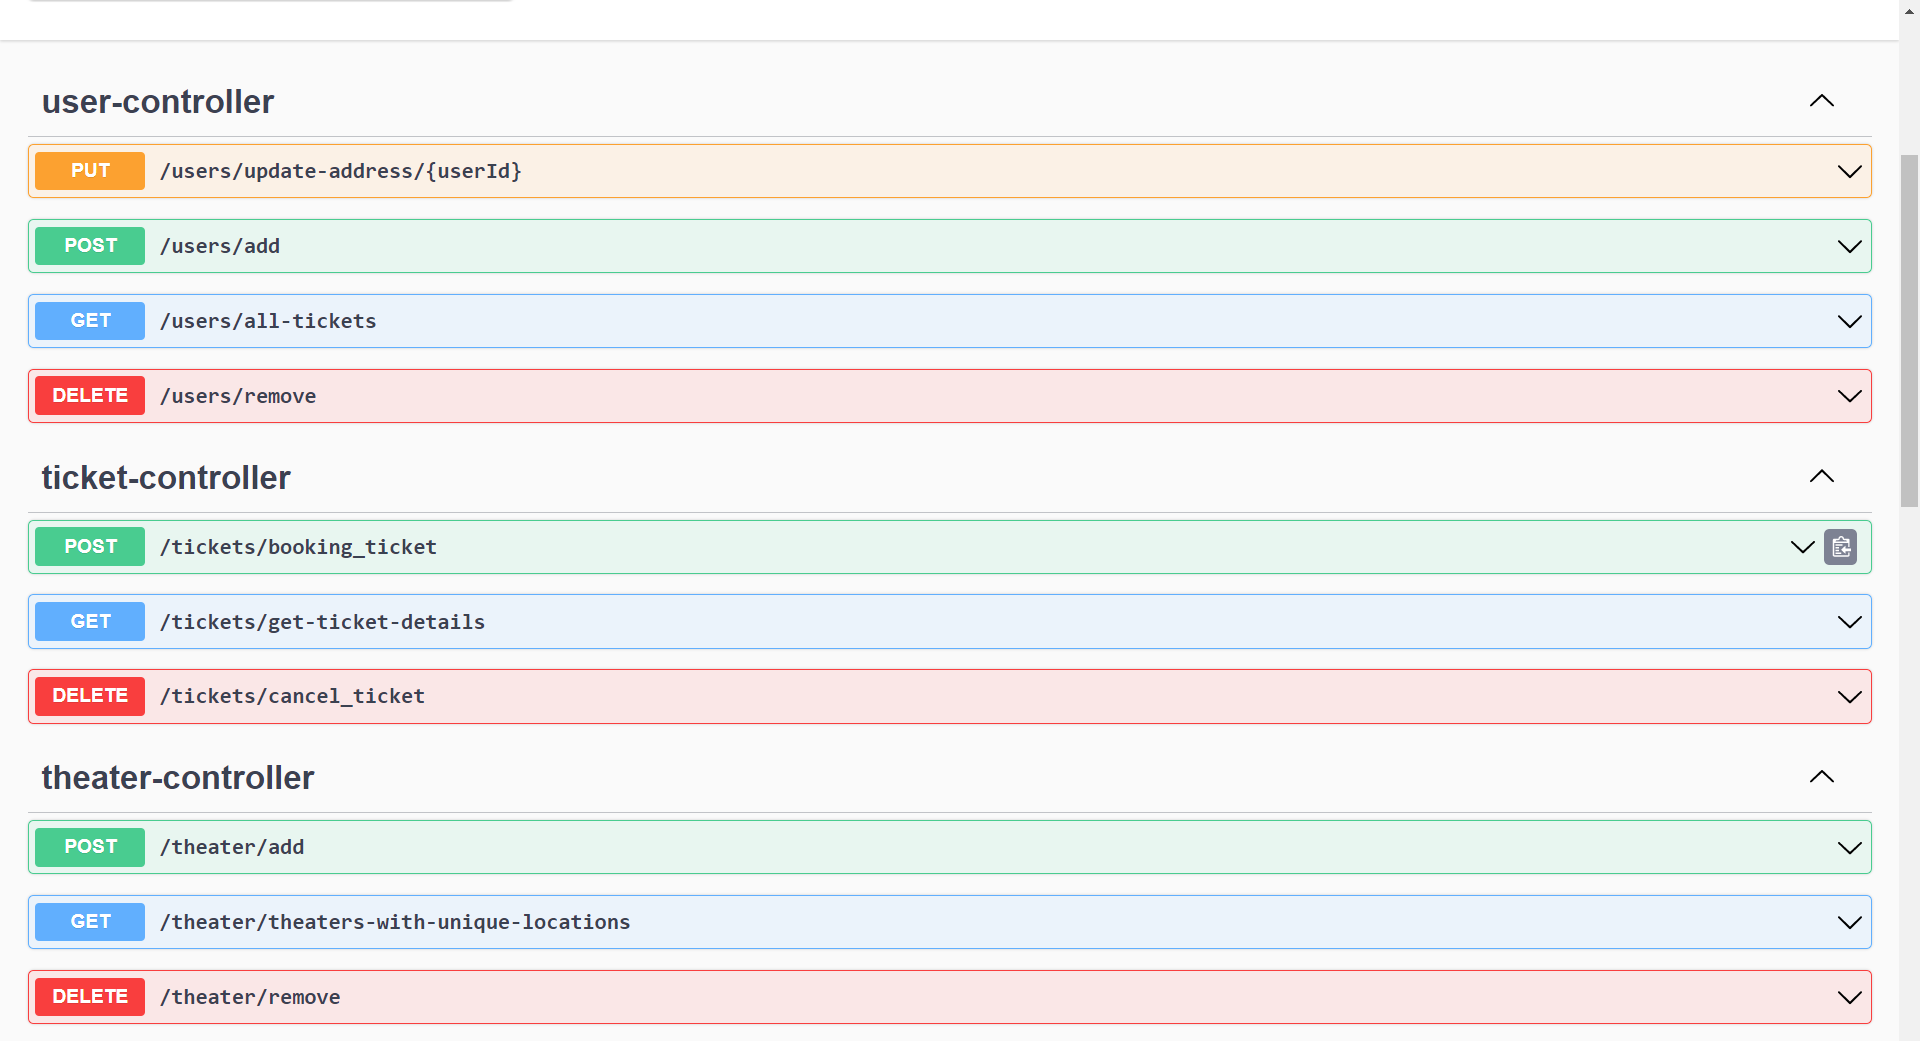 user-controller
PUT /users/update-address/{userId}
POST /users/add
GET /users/all-tickets
DELETE /users/remove
ticket-controller
POST /tickets/booking_ticket
GET /tickets/get-ticket-details
DELETE /tickets/cancel_ticket
theater-controller
POST /theater/add
GET /theater/theaters-with-unique-locations
DELETE /theater/remove